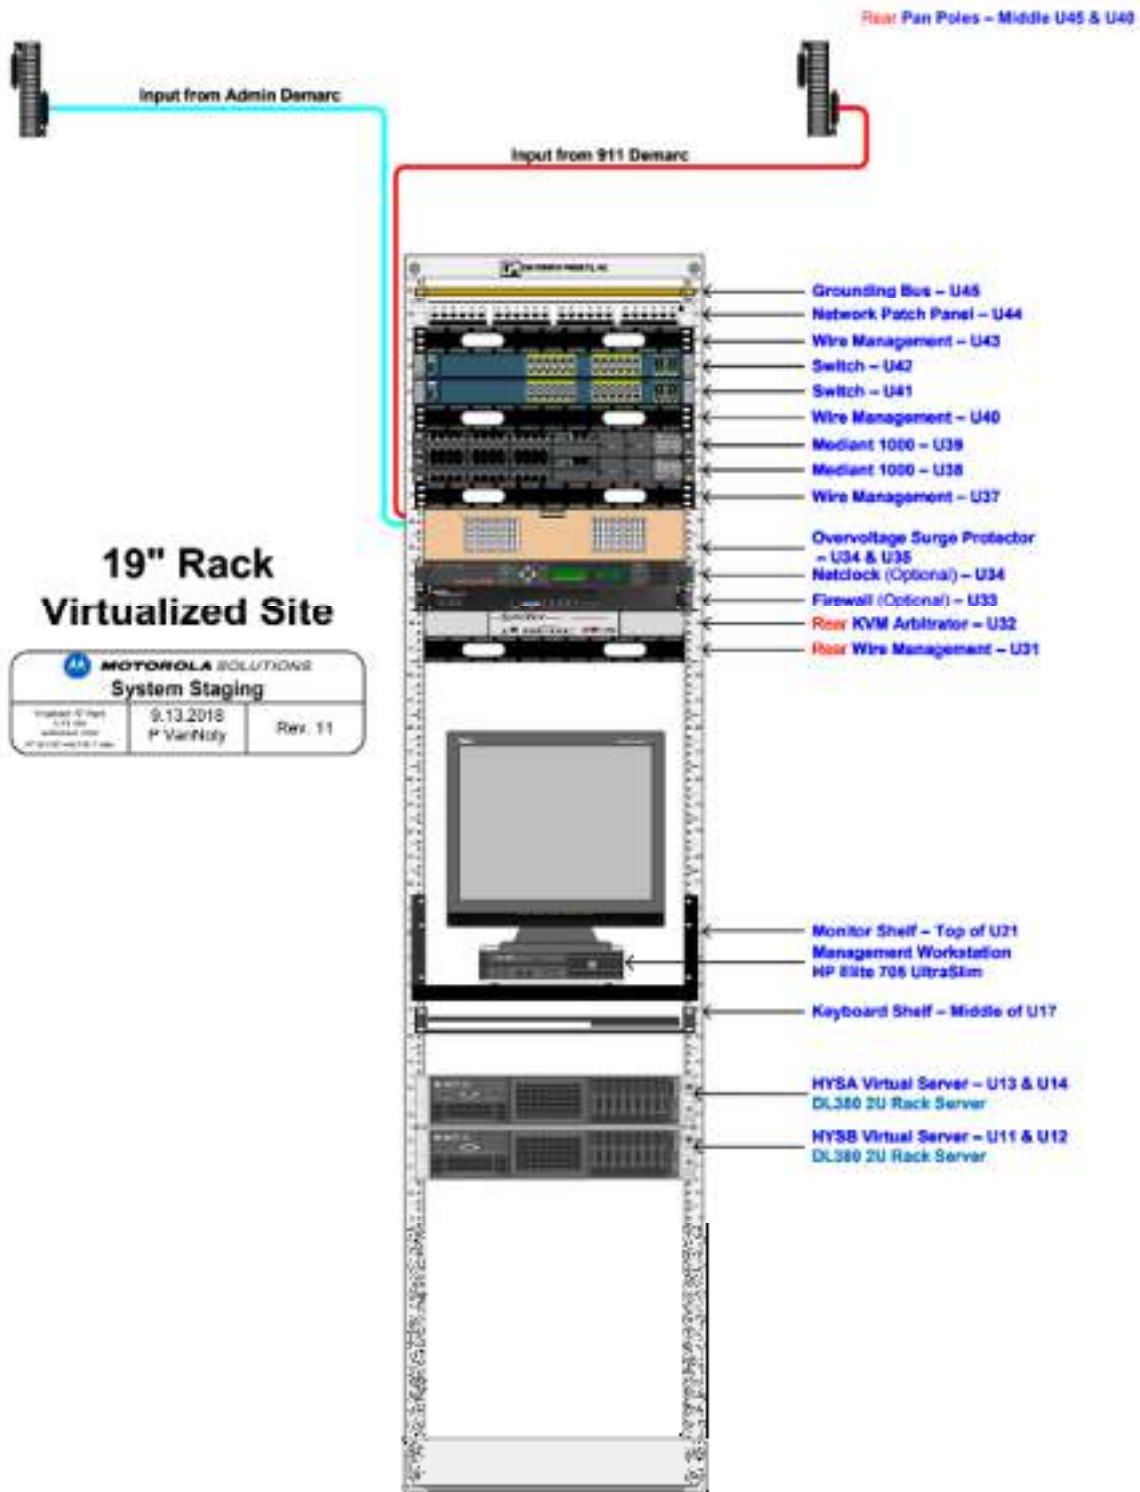 Rear Pan Poles – Middle U45 & U40
Input from Admin Demarc
Input from 911 Demarc
Grounding Bus – U45
Network Patch Panel – U44
Wire Management – U43
Switch – U42
Switch – U41
Wire Management – U40
Mediant 1000 – U39
Mediant 1000 – U38
Wire Management – U37
Overvoltage Surge Protector
– U34 & U35
Netclock (Optional) – U34
Firewall (Optional) – U33
Rear KVM Arbitrator – U32
Rear Wire Management – U31
19" Rack
Virtualized Site
MOTOROLA SOLUTIONS
System Staging
9.13.2018
P VanNoty
Rev. 11
Monitor Shelf – Top of U21
Management Workstation
HP Elite 705 UltraSlim
Keyboard Shelf – Middle of U17
HYSA Virtual Server – U13 & U14
DL380 2U Rack Server
HYSB Virtual Server – U11 & U12
DL380 2U Rack Server